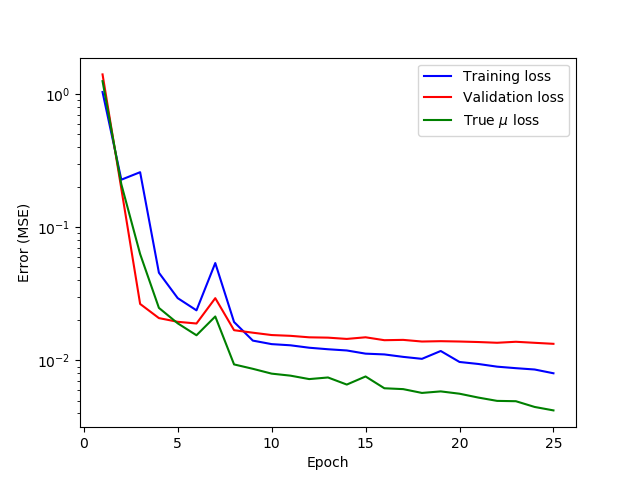 Training loss
Validation loss
True μ loss
10⁰
10⁻¹
10⁻²
Error (MSE)
0 5 10 15 20 25
Epoch